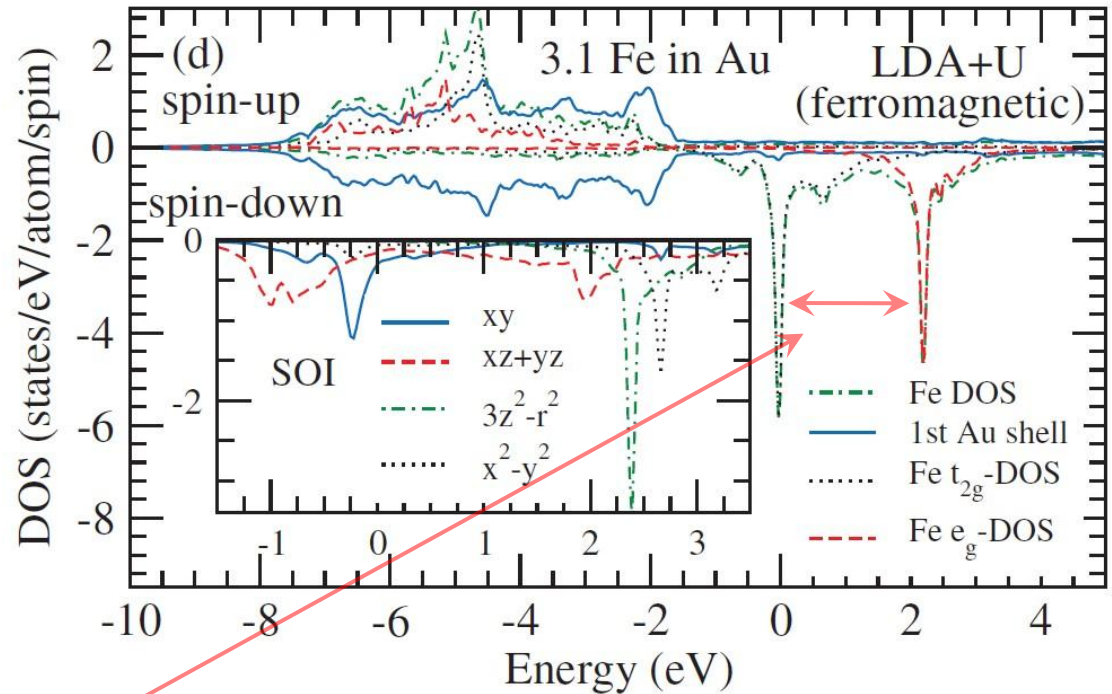 (d)
3.1 Fe in Au
LDA+U
(ferromagnetic)
spin-up
spin-down
DOS (states/eV/atom/spin)
2
0
-2
-4
-6
-8
0
-2
SOI
xy
xz+yz
3z²-r²
x²-y²
-1 0 1 2 3
Fe DOS
1st Au shell
Fe t₂g-DOS
Fe e_g-DOS
-10 -8 -6 -4 -2 0 2 4
Energy (eV)